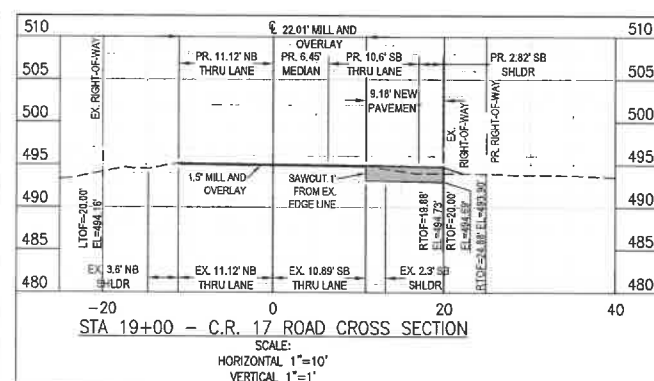 510
℄ 22.01' MILL AND
OVERLAY
510
505
500
495
490
485
480
EX. RIGHT-OF-WAY
PR. 11.12' NB
THRU LANE
PR. 6.45'
MEDIAN
PR. 10.6' SB
THRU LANE
PR. 2.82' SB
SHLDR
9.18' NEW
PAVEMENT
EX.
RIGHT-OF-WAY
PR. RIGHT-OF-WAY
505
500
495
490
485
480
1.5" MILL AND
OVERLAY
SAWCUT 1'
FROM EX.
EDGE LINE
LTOF=-20.00'
EL=494.16'
RTOF=19.88'
EL=494.73'
RTOF=20.00'
EL=494.69'
RTOF=24.88' EL=493.90'
EX. 3.6' NB
SHLDR
EX. 11.12' NB
THRU LANE
EX. 10.89' SB
THRU LANE
EX. 2.3' SB
SHLDR
-20
0
20
40
STA 19+00 - C.R. 17 ROAD CROSS SECTION
SCALE:
HORIZONTAL 1"=10'
VERTICAL 1"=1'